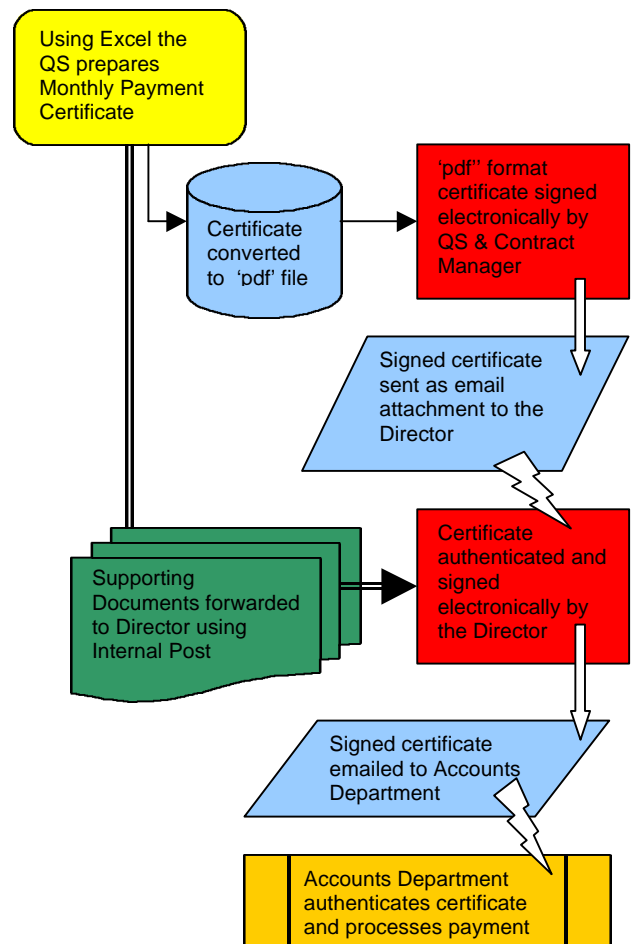 Using Excel the
QS prepares
Monthly Payment
Certificate
Certificate
converted
to ‘pdf’ file
‘pdf’’ format
certificate signed
electronically by
QS & Contract
Manager
Signed certificate
sent as email
attachment to the
Director
Supporting
Documents forwarded
to Director using
Internal Post
Certificate
authenticated and
signed
electronically by
the Director
Signed certificate
emailed to Accounts
Department
Accounts Department
authenticates certificate
and processes payment